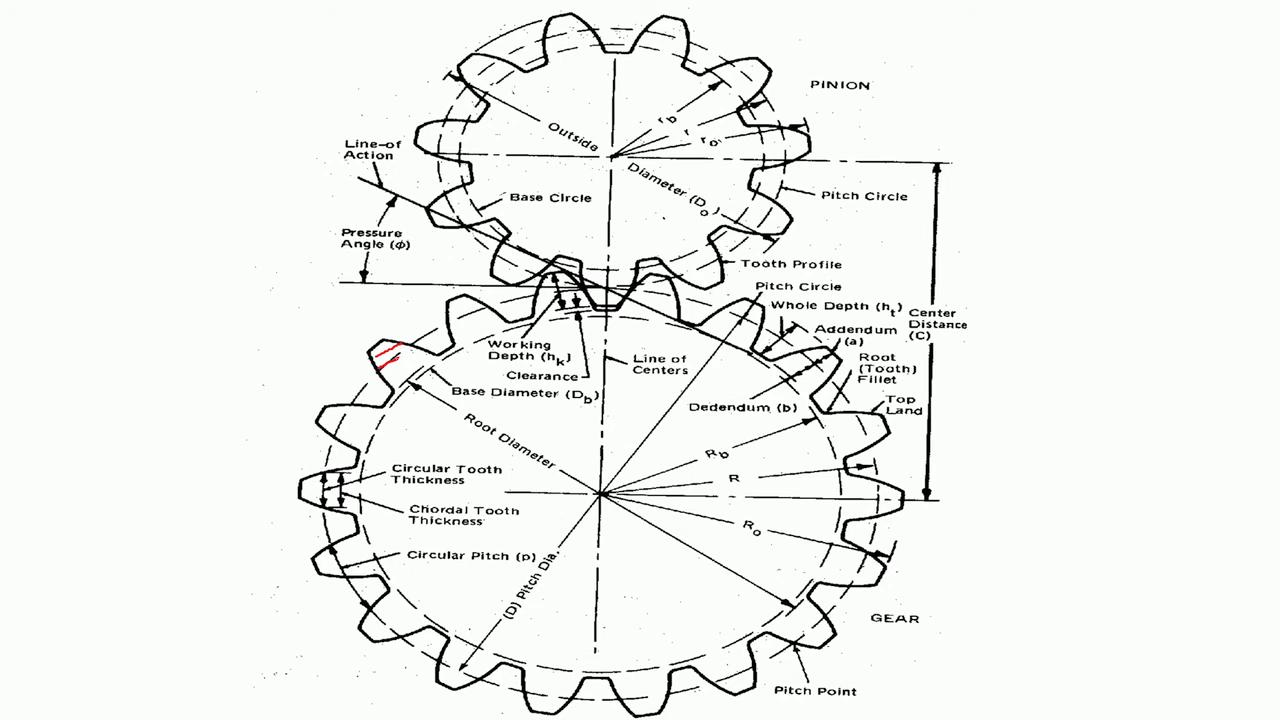 PINION
Line-of
Action
Outside
Diameter (Do)
rb
r
ro
Base Circle
Pitch Circle
Pressure
Angle (ϕ)
Tooth Profile
Pitch Circle
Whole Depth (ht)
Center
Distance
(C)
Addendum
(a)
Working
Depth (hk)
Clearance
Line of
Centers
Root
(Tooth)
Fillet
Base Diameter (Db)
Dedendum (b)
Top
Land
Root Diameter
Rb
R
Circular Tooth
Thickness
Chordal Tooth
Thickness
Ro
Circular Pitch (p)
(D) Pitch Dia.
GEAR
Pitch Point